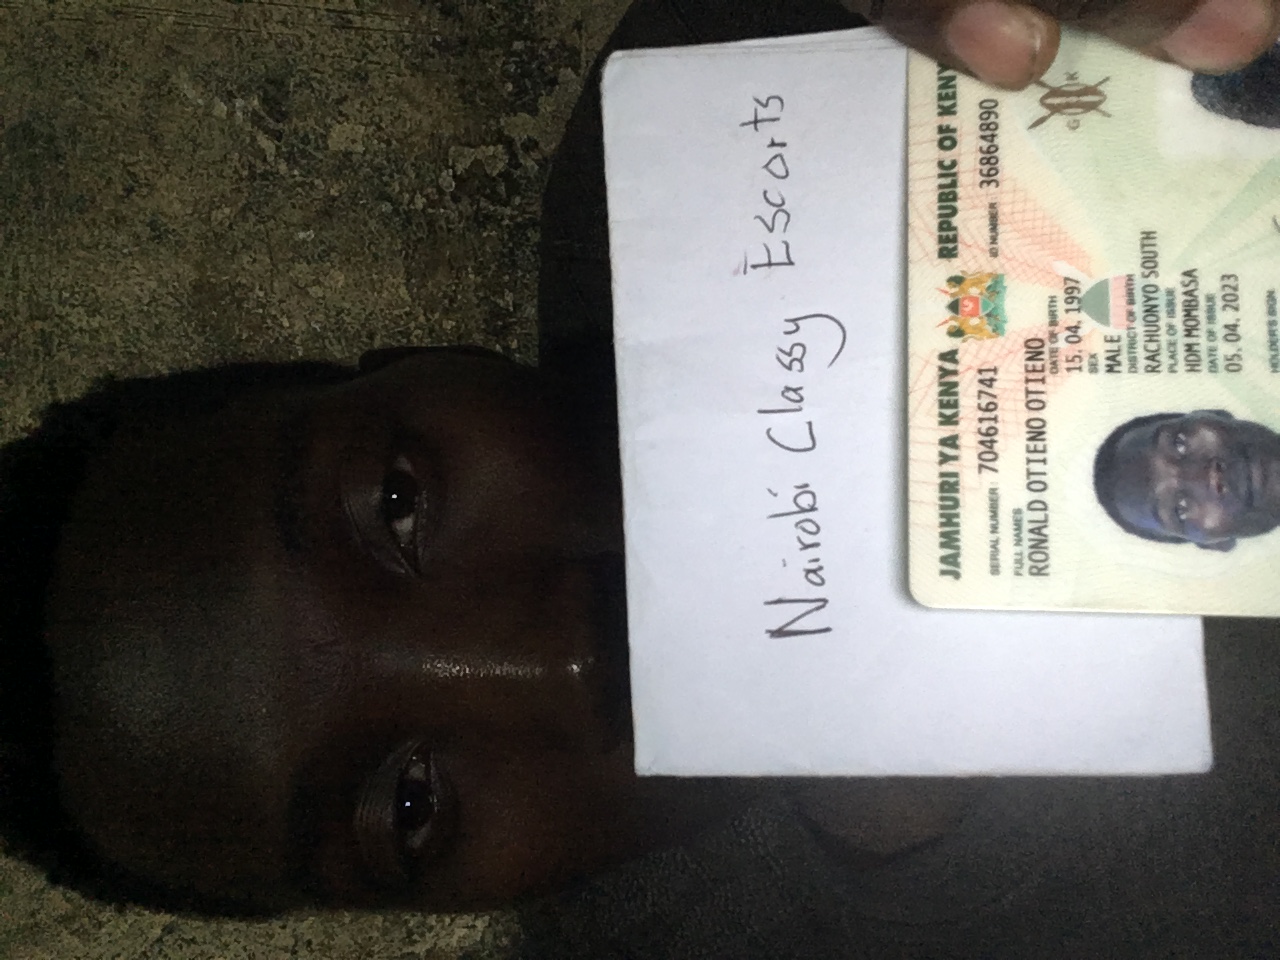 Nairobi Classy Escorts
JAMHURI YA KENYA REPUBLIC OF KENY
SERIAL NUMBER: 704616741 ID NUMBER: 36864890
FULL NAMES
RONALD OTIENO OTIENO
DATE OF BIRTH
15. 04. 1997
SEX
MALE
DISTRICT OF BIRTH
RACHUONYO SOUTH
PLACE OF ISSUE
HDM MOMBASA
DATE OF ISSUE
05. 04. 2023
HOLDER'S SIGN.
G K